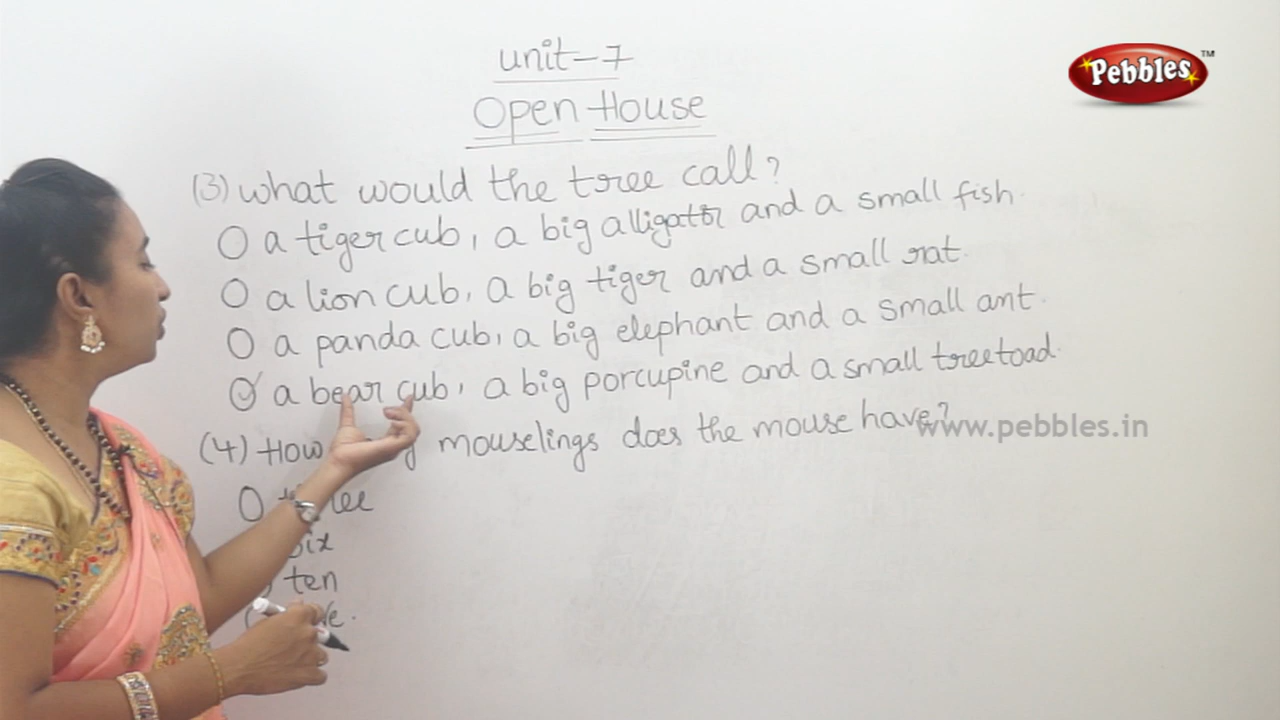 unit-7
Open House
Pebbles TM
(3) what would the tree call?
O a tiger cub, a big alligator and a small fish.
O a lion cub, a big tiger and a small rat.
O a panda cub, a big elephant and a small ant.
O a bear cub, a big porcupine and a small treetoad.
(4) How mouselings does the mouse have?
www.pebbles.in
O
six
ten